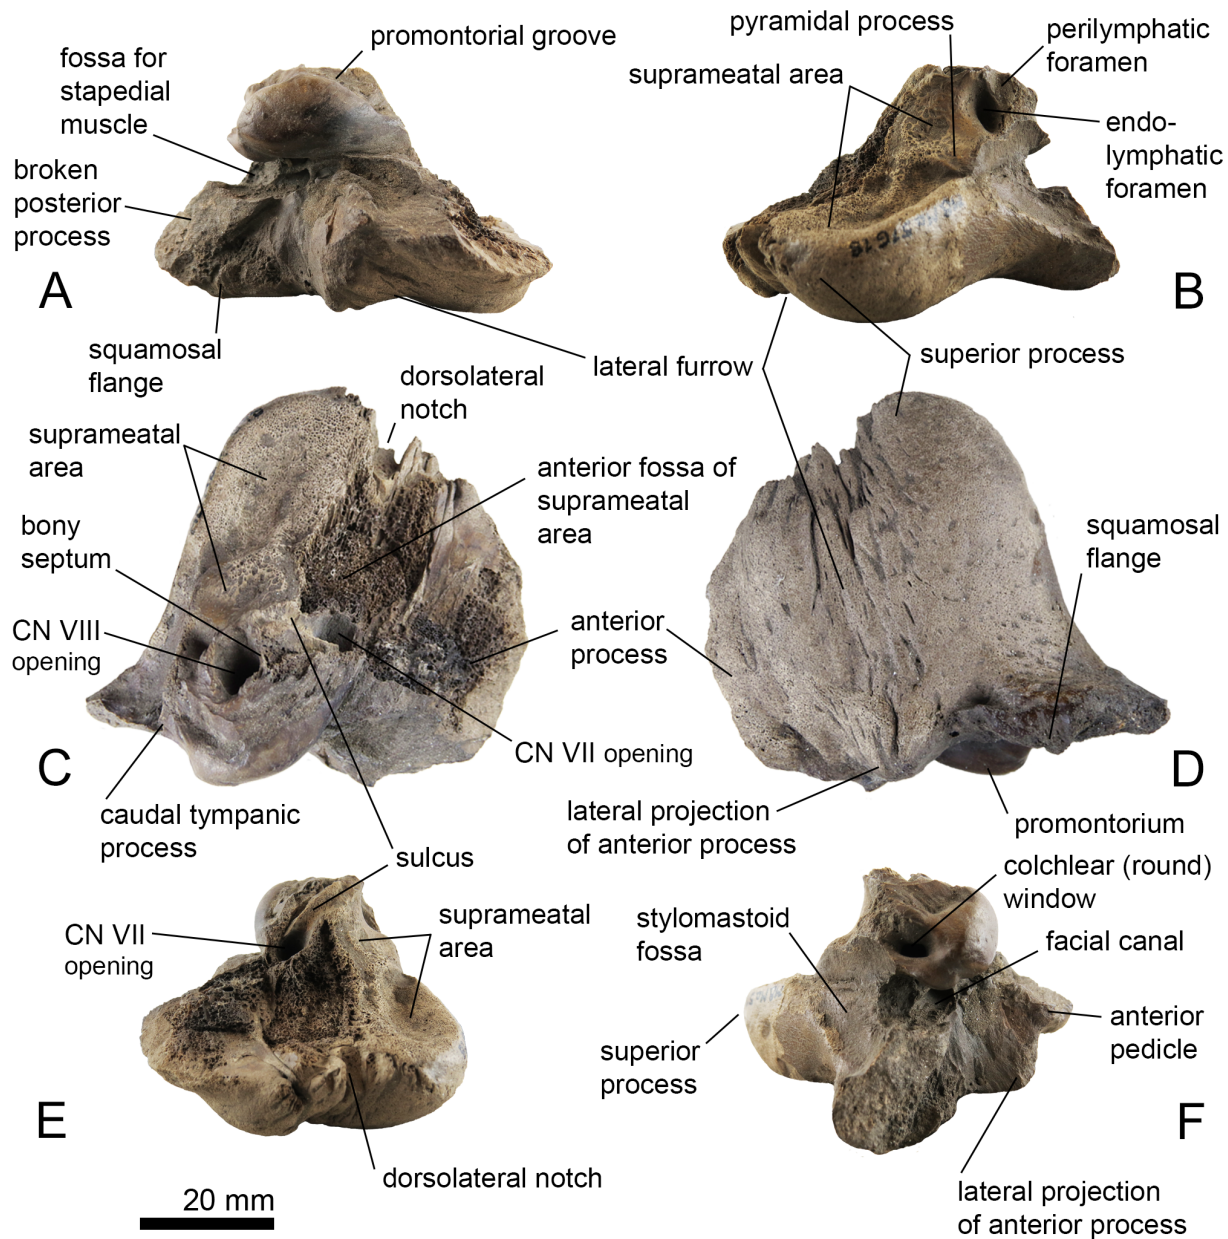 promontorial groove
fossa for
stapedial
muscle
broken
posterior
process
A
squamosal
flange
pyramidal process
suprameatal area
perilymphatic
foramen
endo-
lymphatic
foramen
B
lateral furrow
superior process
dorsolateral
notch
suprameatal
area
anterior fossa of
suprameatal
area
bony
septum
CN VIII
opening
anterior
process
squamosal
flange
CN VII opening
C
D
caudal tympanic
process
lateral projection
of anterior process
promontorium
sulcus
colchlear (round)
window
CN VII
opening
suprameatal
area
stylomastoid
fossa
facial canal
superior
process
anterior
pedicle
E
F
dorsolateral notch
20 mm
lateral projection
of anterior process